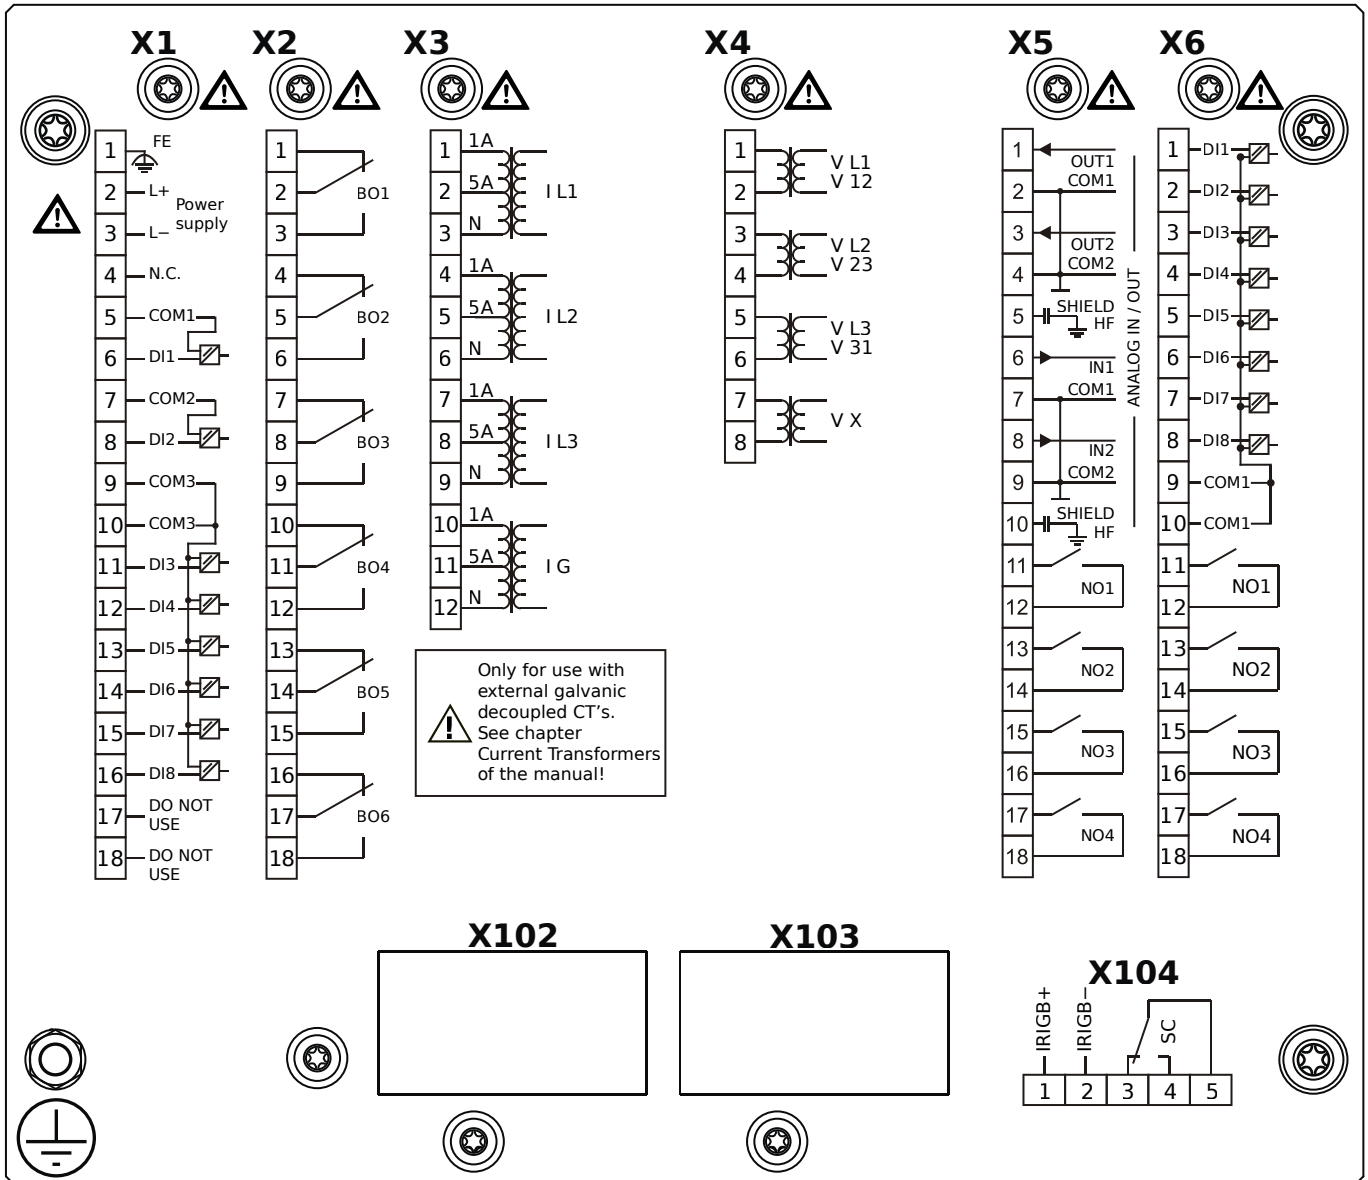 X1
X2
X3
X4
X5
X6
1 FE
2 L+
Power
supply
3 L−
4 N.C.
5 COM1
6 DI1
7 COM2
8 DI2
9 COM3
10 COM3
11 DI3
12 DI4
13 DI5
14 DI6
15 DI7
16 DI8
17 DO NOT
USE
18 DO NOT
USE
1
2 BO1
3
4
5 BO2
6
7
8 BO3
9
10
11 BO4
12
13
14 BO5
15
16
17 BO6
18
1 1A
2 5A I L1
3 N
4 1A
5 5A I L2
6 N
7 1A
8 5A I L3
9 N
10 1A
11 5A I G
12 N
Only for use with
external galvanic
decoupled CT's.
See chapter
Current Transformers
of the manual!
1 V L1
2 V 12
3 V L2
4 V 23
5 V L3
6 V 31
7 V X
8
1 OUT1
2 COM1
3 OUT2
4 COM2
5 SHIELD
HF
6 IN1
7 COM1
8 IN2
9 COM2
10 SHIELD
HF
ANALOG IN / OUT
11 NO1
12
13 NO2
14
15 NO3
16
17 NO4
18
1 DI1
2 DI2
3 DI3
4 DI4
5 DI5
6 DI6
7 DI7
8 DI8
9 COM1
10 COM1
11 NO1
12
13 NO2
14
15 NO3
16
17 NO4
18
X102
X103
X104
IRIGB+
IRIGB−
SC
1 2 3 4 5